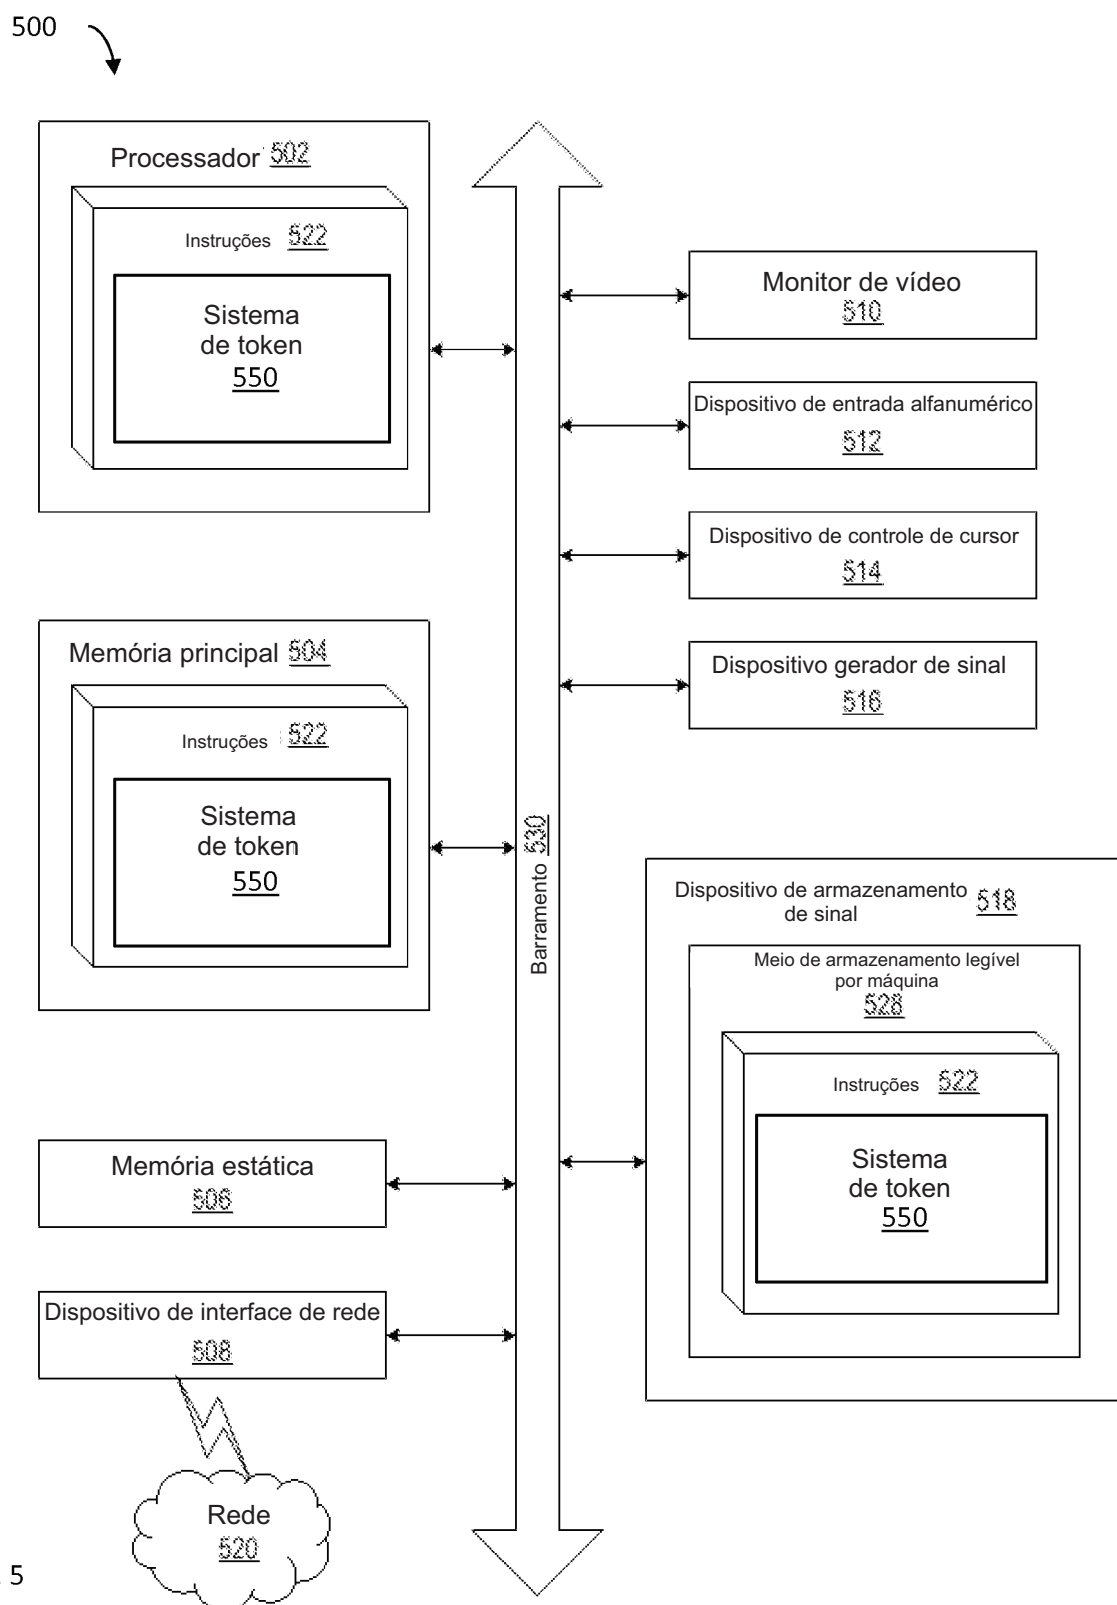 500
Processador 502
Instruções 522
Sistema
de token
550
Memória principal 504
Instruções 522
Sistema
de token
550
Memória estática
506
Dispositivo de interface de rede
508
Rede
520
Barramento 530
Monitor de vídeo
510
Dispositivo de entrada alfanumérico
512
Dispositivo de controle de cursor
514
Dispositivo gerador de sinal
516
Dispositivo de armazenamento
de sinal 518
Meio de armazenamento legível
por máquina
528
Instruções 522
Sistema
de token
550
. 5